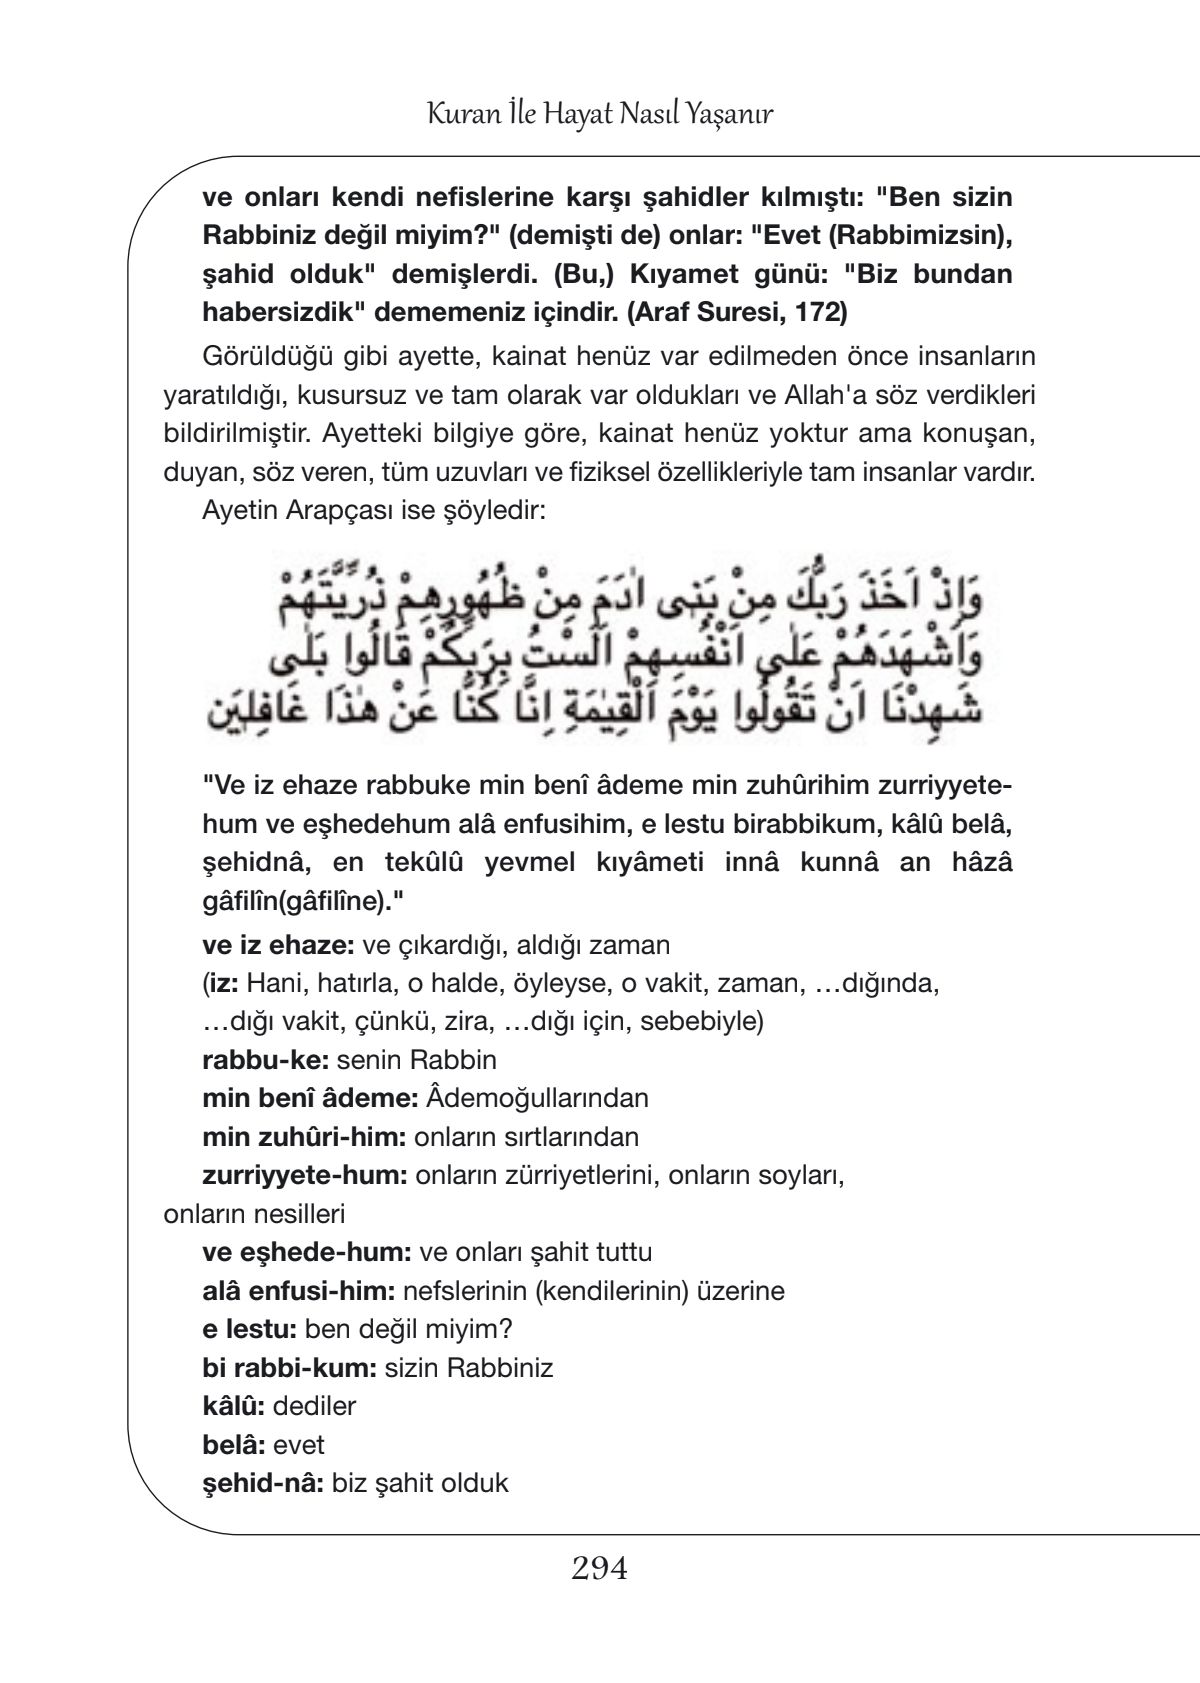 Kuran İle Hayat Nasıl Yaşanır
ve onları kendi nefislerine karşı şahidler kılmıştı: "Ben sizin
Rabbiniz değil miyim?" (demişti de) onlar: "Evet (Rabbimizsin),
şahid olduk" demişlerdi. (Bu,) Kıyamet günü: "Biz bundan
habersizdik" dememeniz içindir. (Araf Suresi, 172)
Görüldüğü gibi ayette, kainat henüz var edilmeden önce insanların
yaratıldığı, kusursuz ve tam olarak var oldukları ve Allah'a söz verdikleri
bildirilmiştir. Ayetteki bilgiye göre, kainat henüz yoktur ama konuşan,
duyan, söz veren, tüm uzuvları ve fiziksel özellikleriyle tam insanlar vardır.
Ayetin Arapçası ise şöyledir:
وَاِذْ اَخَذَ رَبُّكَ مِنْ بَنٖى اٰدَمَ مِنْ ظُهُورِهِمْ ذُرِّيَّتَهُمْ
وَاَشْهَدَهُمْ عَلٰى اَنْفُسِهِمْ اَلَسْتُ بِرَبِّكُمْ قَالُوا بَلٰى
شَهِدْنَا اَنْ تَقُولُوا يَوْمَ الْقِيٰمَةِ اِنَّا كُنَّا عَنْ هٰذَا غَافِلٖينَ
"Ve iz ehaze rabbuke min benî âdeme min zuhûrihim zurriyyete-
hum ve eşhedehum alâ enfusihim, e lestu birabbikum, kâlû belâ,
şehidnâ, en tekûlû yevmel kıyâmeti innâ kunnâ an hâzâ
gâfilîn(gâfilîne)."
ve iz ehaze: ve çıkardığı, aldığı zaman
(iz: Hani, hatırla, o halde, öyleyse, o vakit, zaman, …dığında,
…dığı vakit, çünkü, zira, …dığı için, sebebiyle)
rabbu-ke: senin Rabbin
min benî âdeme: Âdemoğullarından
min zuhûri-him: onların sırtlarından
zurriyyete-hum: onların zürriyetlerini, onların soyları,
onların nesilleri
ve eşhede-hum: ve onları şahit tuttu
alâ enfusi-him: nefslerinin (kendilerinin) üzerine
e lestu: ben değil miyim?
bi rabbi-kum: sizin Rabbiniz
kâlû: dediler
belâ: evet
şehid-nâ: biz şahit olduk
294